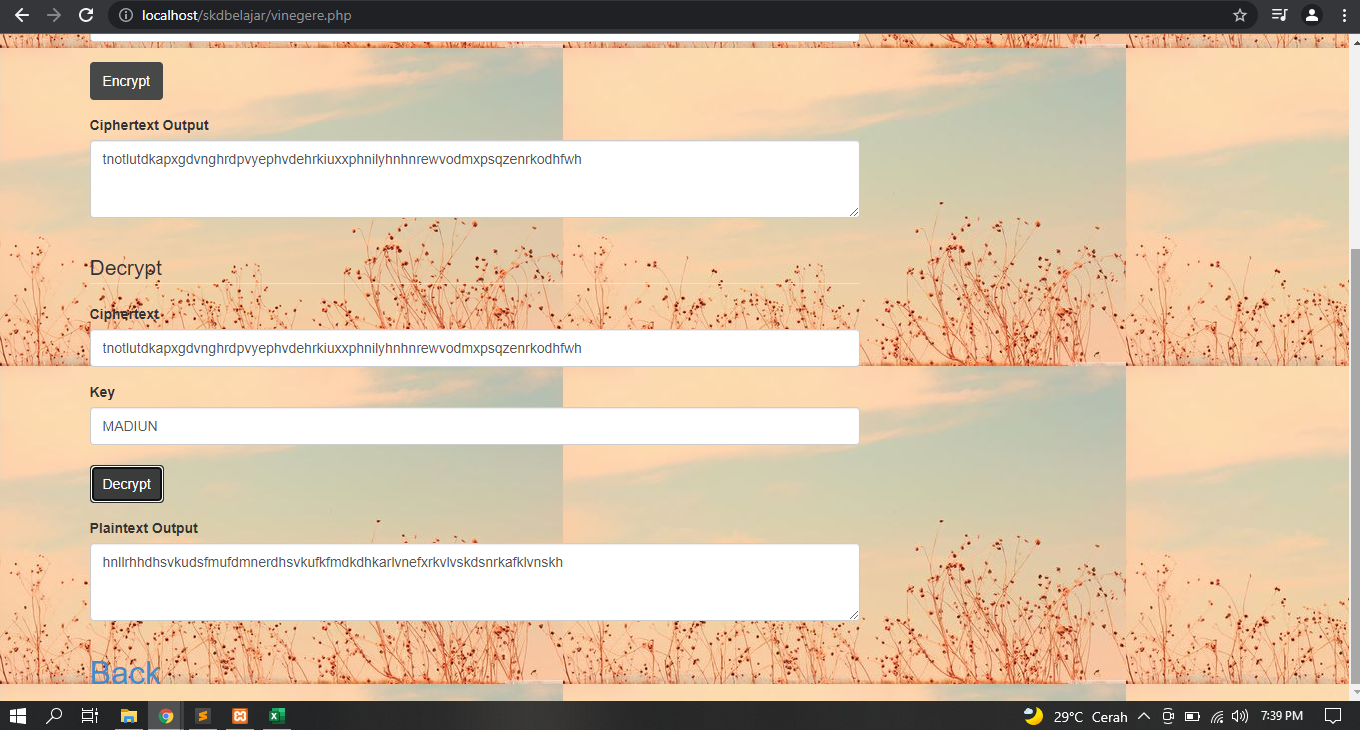 localhost/skdbelajar/vinegere.php
Encrypt
Ciphertext Output
tnotlutdkapxgdvnghrdpvyephvdehrkiuxxphnilyhnhnrewvodmxpsqzenrkodhfwh
Decrypt
Ciphertext
tnotlutdkapxgdvnghrdpvyephvdehrkiuxxphnilyhnhnrewvodmxpsqzenrkodhfwh
Key
MADIUN
Decrypt
Plaintext Output
hnllrhhdhsvkudsfmufdmnerdhsvkufkfmdkdhkarlvnefxrkvlvskdsnrkafklvnskh
Back
29°C Cerah 7:39 PM